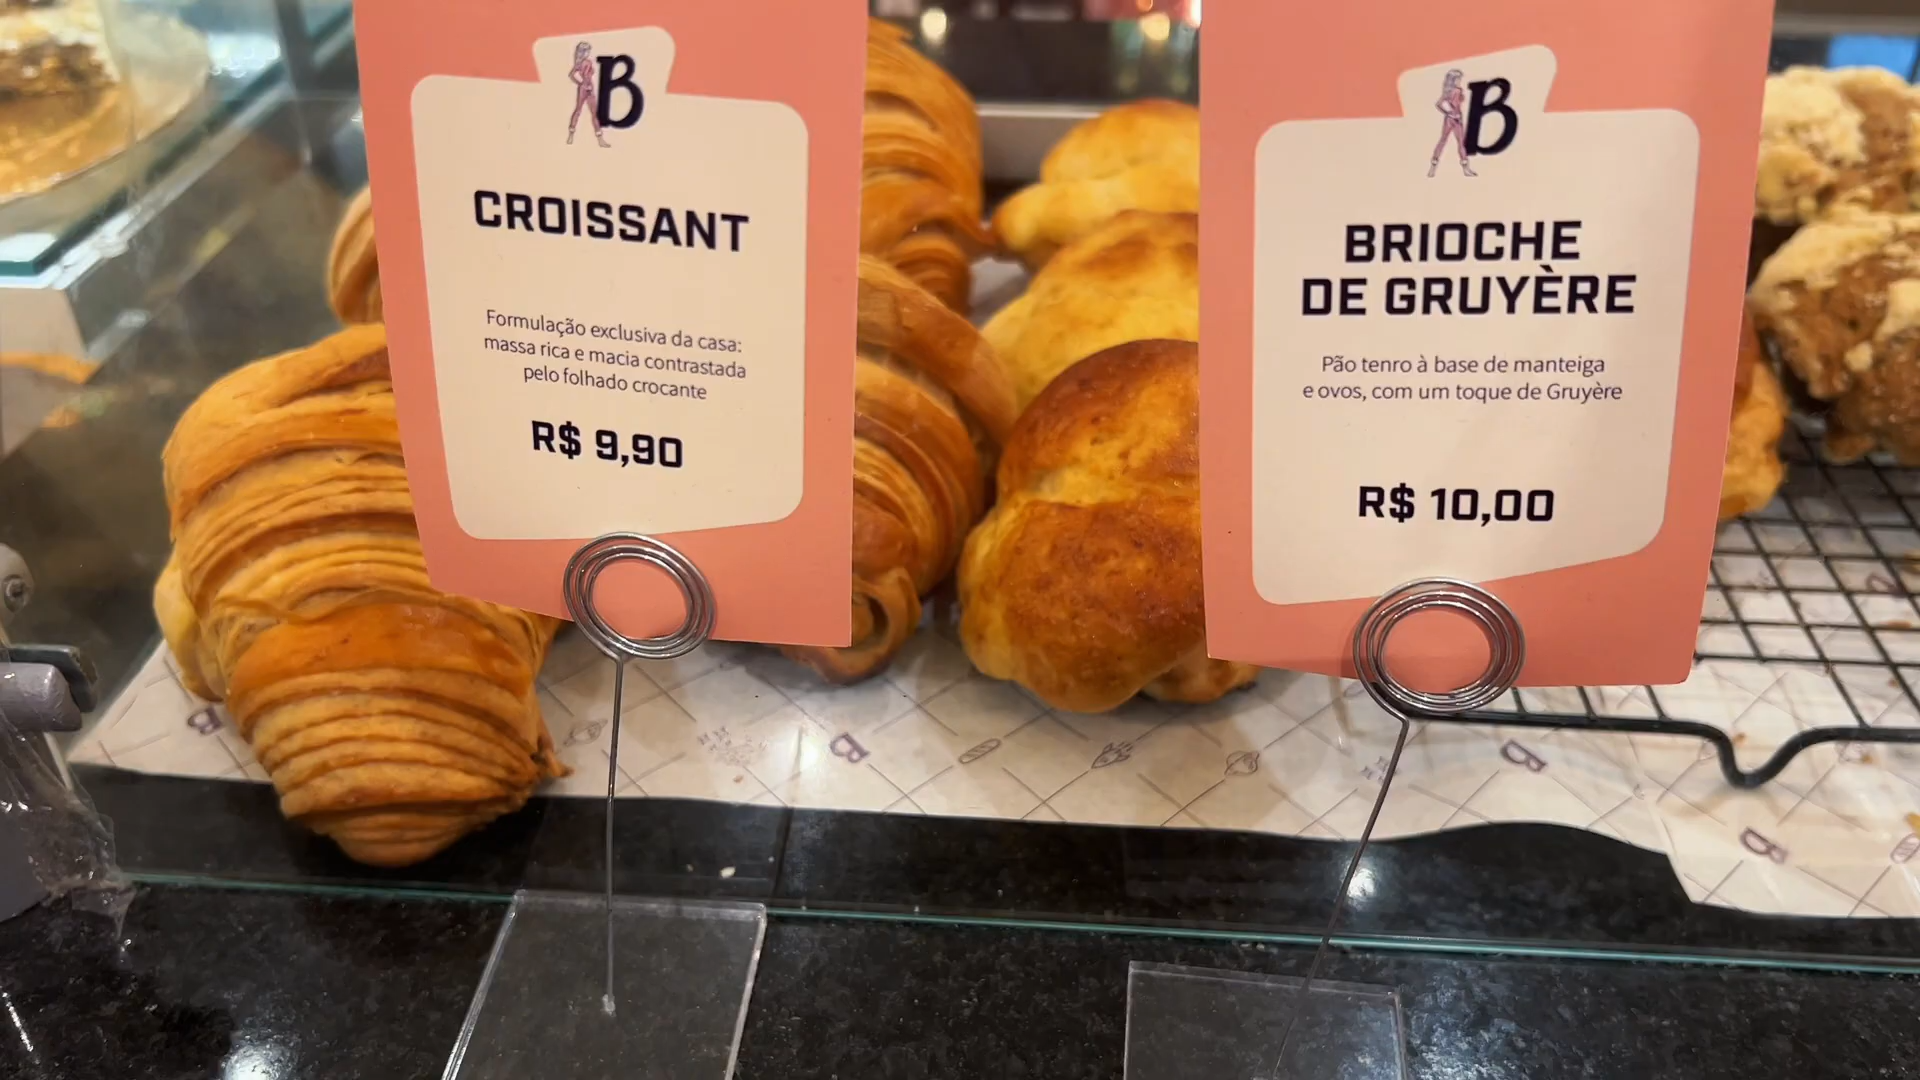 B
CROISSANT
Formulação exclusiva da casa:
massa rica e macia contrastada
pelo folhado crocante
R$ 9,90
B
BRIOCHE
DE GRUYÈRE
Pão tenro à base de manteiga
e ovos, com um toque de Gruyère
R$ 10,00
B
B
B
B